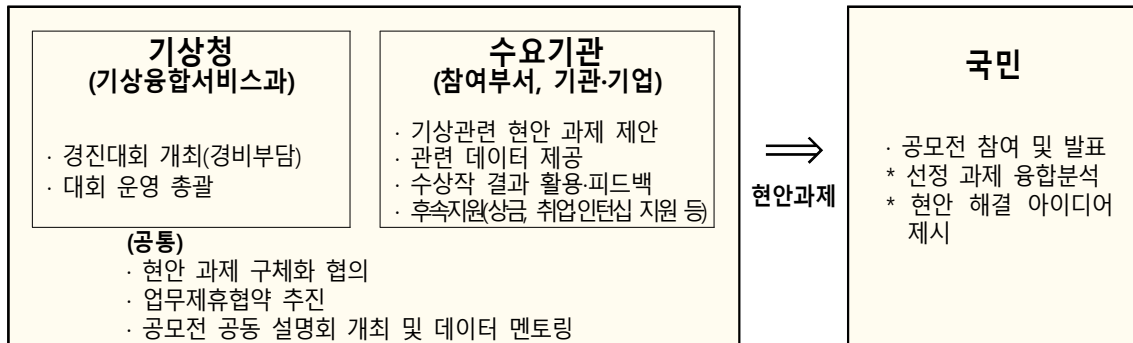 기상청
(기상융합서비스과)
· 경진대회 개최(경비부담)
· 대회 운영 총괄
수요기관
(참여부서, 기관·기업)
· 기상관련 현안 과제 제안
· 관련 데이터 제공
· 수상작 결과 활용·피드백
· 후속지원(상금, 취업인턴십 지원 등)
(공통)
· 현안 과제 구체화 협의
· 업무제휴협약 추진
· 공모전 공동 설명회 개최 및 데이터 멘토링
⇒
현안과제
국민
· 공모전 참여 및 발표
* 선정 과제 융합분석
* 현안 해결 아이디어
제시